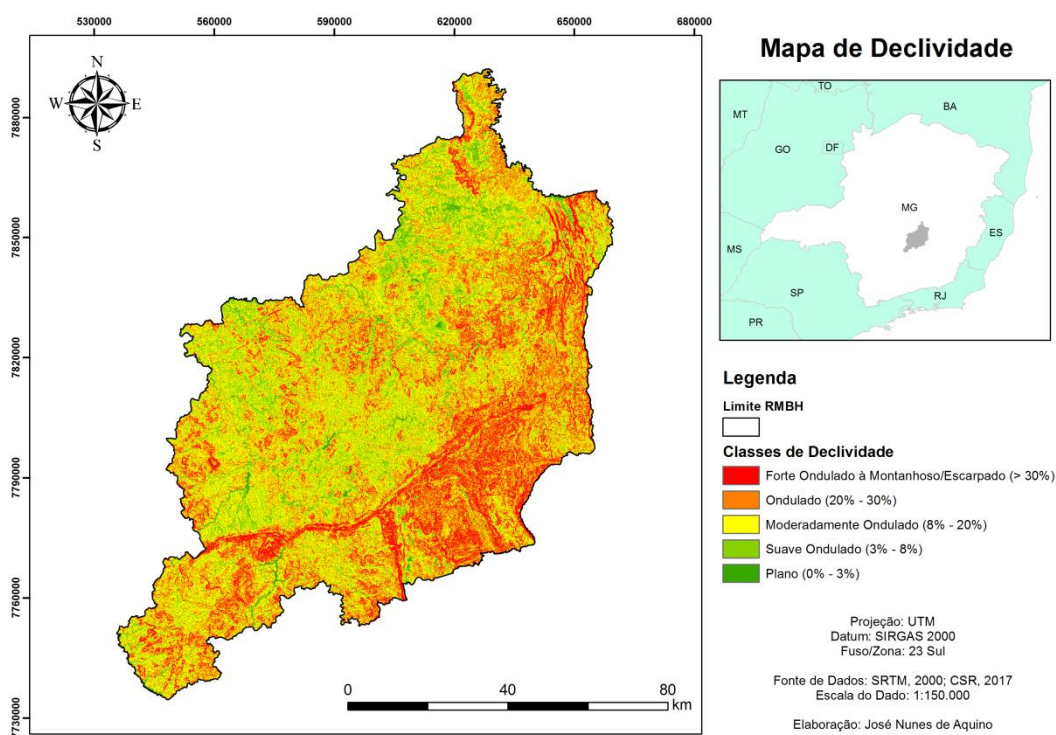 530000 560000 590000 620000 650000 680000
Mapa de Declividade
N
W E
S
7880000
7850000
7820000
7790000
7760000
7730000
TO
MT
BA
GO
DF
MG
ES
MS
SP
RJ
PR
Legenda
Limite RMBH
Classes de Declividade
Forte Ondulado à Montanhoso/Escarpado (> 30%)
Ondulado (20% - 30%)
Moderadamente Ondulado (8% - 20%)
Suave Ondulado (3% - 8%)
Plano (0% - 3%)
0 40 80
km
Projeção: UTM
Datum: SIRGAS 2000
Fuso/Zona: 23 Sul
Fonte de Dados: SRTM, 2000; CSR, 2017
Escala do Dado: 1:150.000
Elaboração: José Nunes de Aquino